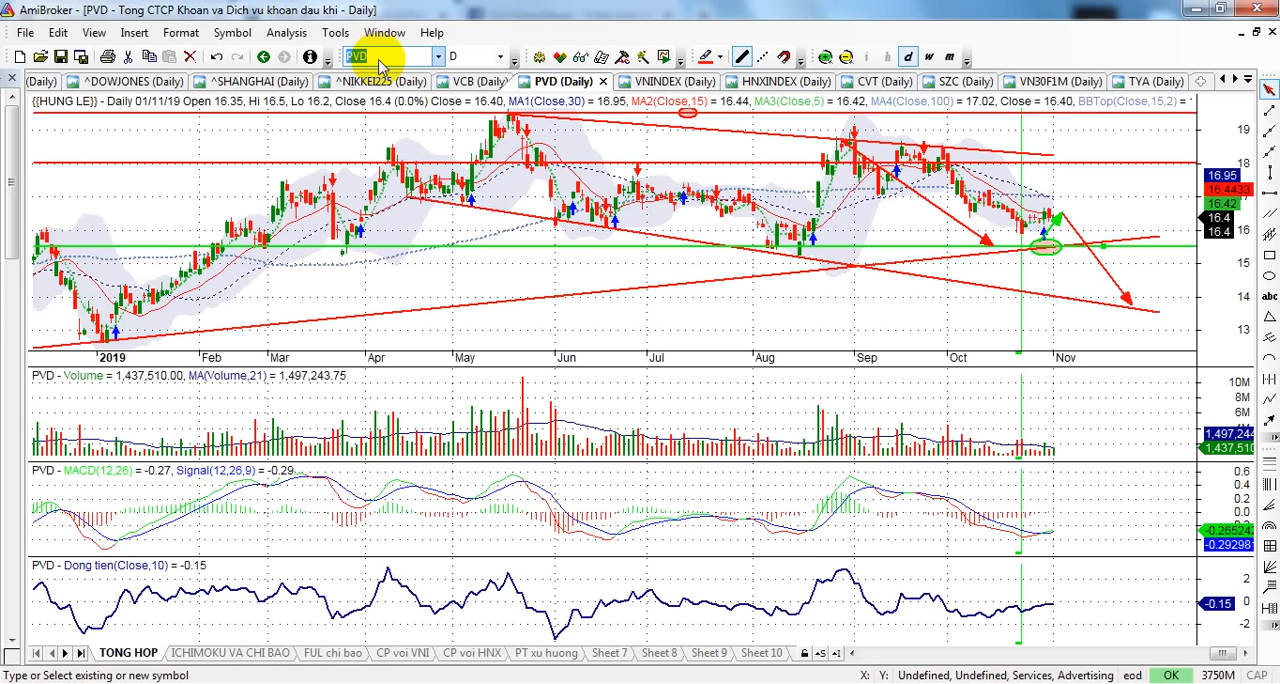 AmiBroker - [PVD - Tong CTCP Khoan va Dich vu khoan dau khi - Daily]
File Edit View Insert Format Symbol Analysis Tools Window Help
PVD D i h d w m
(Daily) ^DOWJONES (Daily) ^SHANGHAI (Daily) ^NIKKEI225 (Daily) VCB (Daily) PVD (Daily) VNINDEX (Daily) HNXINDEX (Daily) CVT (Daily) SZC (Daily) VN30F1M (Daily) TYA (Daily)
{{HUNG LE}} - Daily 01/11/19 Open 16.35, Hi 16.5, Lo 16.2, Close 16.4 (0.0%) Close = 16.40, MA1(Close,30) = 16.95, MA2(Close,15) = 16.44, MA3(Close,5) = 16.42, MA4(Close,100) = 17.02, Close = 16.40, BBTop(Close,15,2) =
19
18
16.95
16.4433
16.42
16.4
16.4
16
15
14
13
abc
2019 Feb Mar Apr May Jun Jul Aug Sep Oct Nov
PVD - Volume = 1,437,510.00, MA(Volume,21) = 1,497,243.75
10M
8M
6M
1,497,244
1,437,510
PVD - MACD(12,26) = -0.27, Signal(12,26,9) = -0.29
0.6
0.4
0.2
0.0
-0.265242
-0.292981
PVD - Dong tien(Close,10) = -0.15
2
0
-0.15
-2
TONG HOP ICHIMOKU VA CHI BAO FUL chi bao CP voi VNI CP voi HNX PT xu huong Sheet 7 Sheet 8 Sheet 9 Sheet 10
Type or Select existing or new symbol X: Y: Undefined, Undefined, Services, Advertising eod OK 3750M CAP